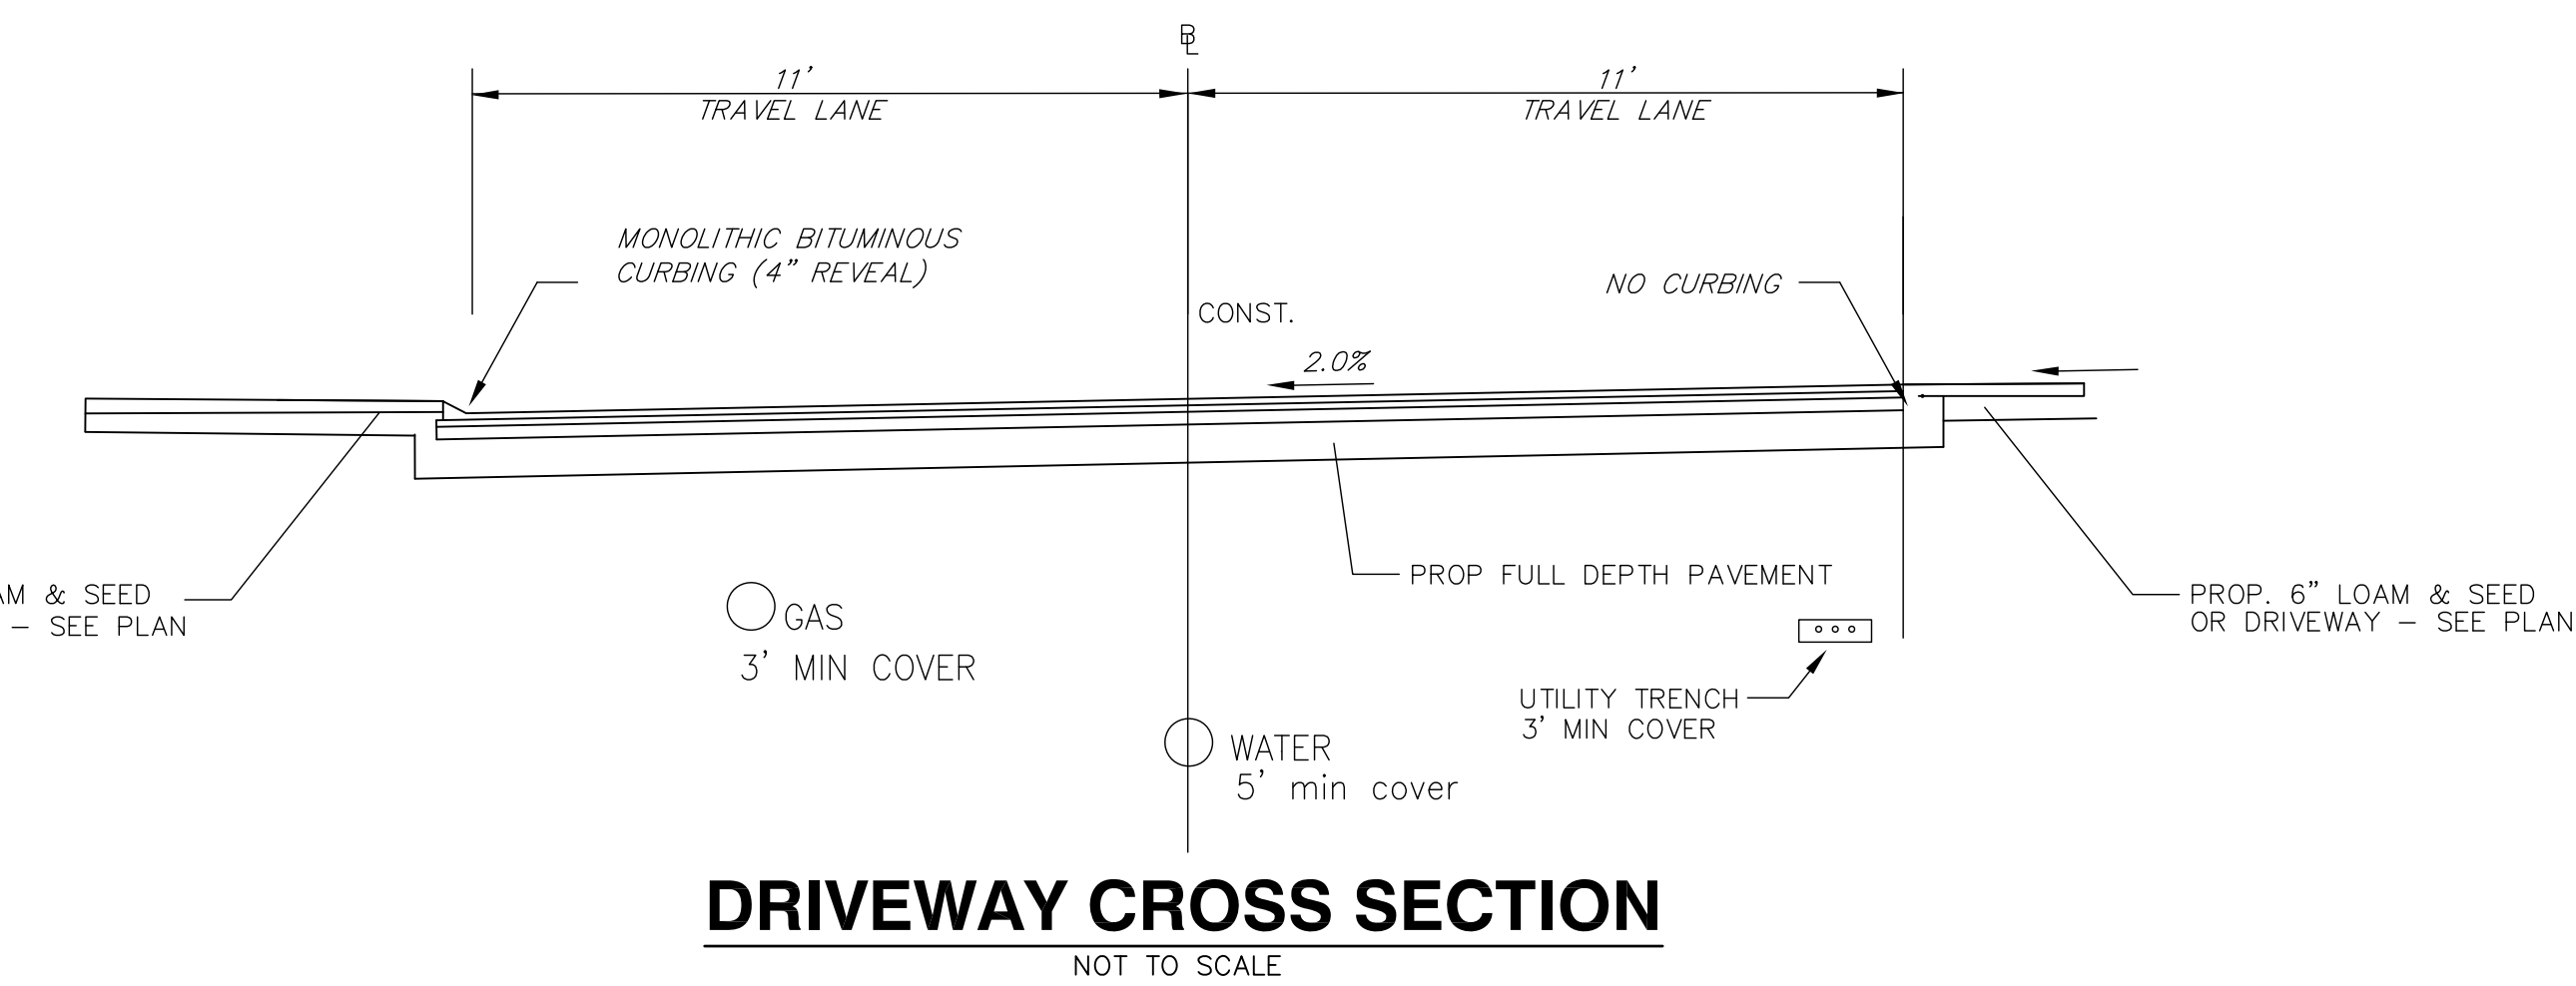 11'
TRAVEL LANE
11'
TRAVEL LANE
MONOLITHIC BITUMINOUS
CURBING (4" REVEAL)
NO CURBING
CONST.
2.0%
PROP FULL DEPTH PAVEMENT
& SEED
– SEE PLAN
GAS
3' MIN COVER
PROP. 6" LOAM & SEED
OR DRIVEWAY – SEE PLAN
UTILITY TRENCH
3' MIN COVER
WATER
5' min cover
DRIVEWAY CROSS SECTION
NOT TO SCALE